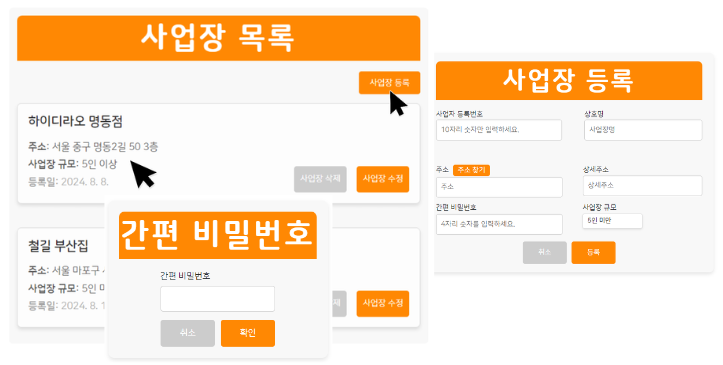 사업장 목록
사업장 등록
하이디라오 명동점
주소: 서울 중구 명동2길 50 3층
사업장 규모: 5인 이상
등록일: 2024. 8. 8.
사업장 삭제
사업장 수정
철길 부산집
주소: 서울 마포구
사업장 규모: 5인
등록일: 2024. 8. 1
사업장 수정
간편 비밀번호
간편 비밀번호
취소
확인
사업장 등록
사업자 등록번호
상호명
10자리 숫자만 입력하세요.
사업장명
주소
주소 찾기
상세주소
주소
상세주소
간편 비밀번호
사업장 규모
4자리 숫자를 입력하세요.
5인 미만
취소
등록